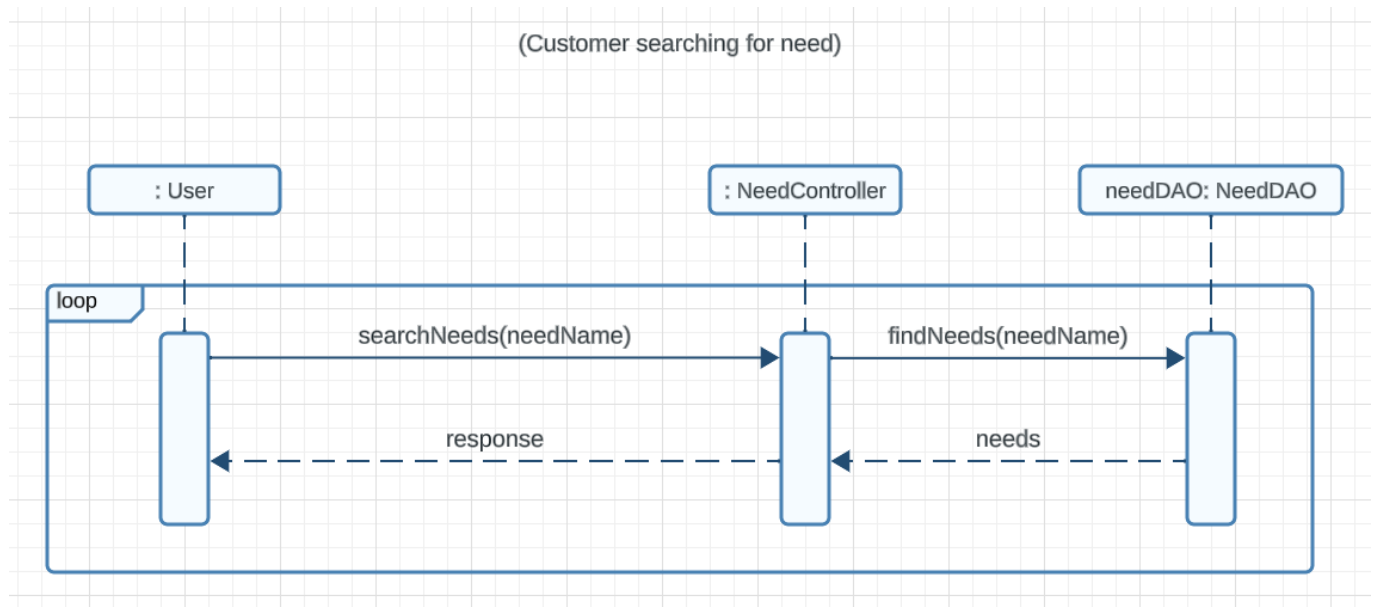 (Customer searching for need)
: User
: NeedController
needDAO: NeedDAO
loop
searchNeeds(needName)
findNeeds(needName)
response
needs